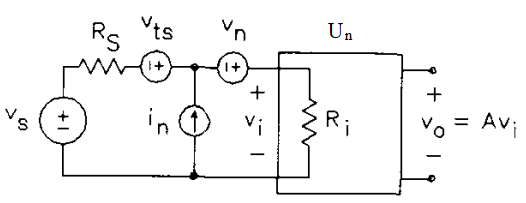 R_S
v_ts
v_n
U_n
v_s
+
−
|+
|+
i_n
+
v_i
−
R_i
+
v_o = Av_i
−